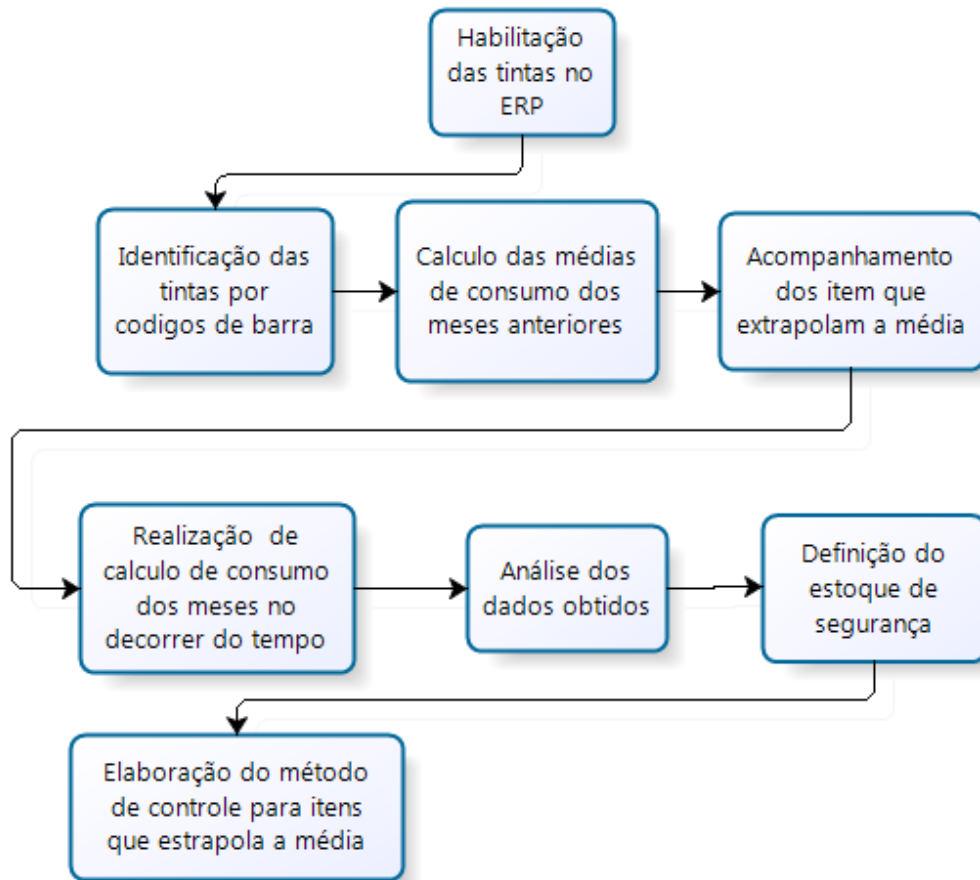 Habilitação
das tintas no
ERP
Identificação das
tintas por
codigos de barra
Calculo das médias
de consumo dos
meses anteriores
Acompanhamento
dos item que
extrapolam a média
Realização de
calculo de consumo
dos meses no
decorrer do tempo
Análise dos
dados obtidos
Definição do
estoque de
segurança
Elaboração do método
de controle para itens
que estrapola a média